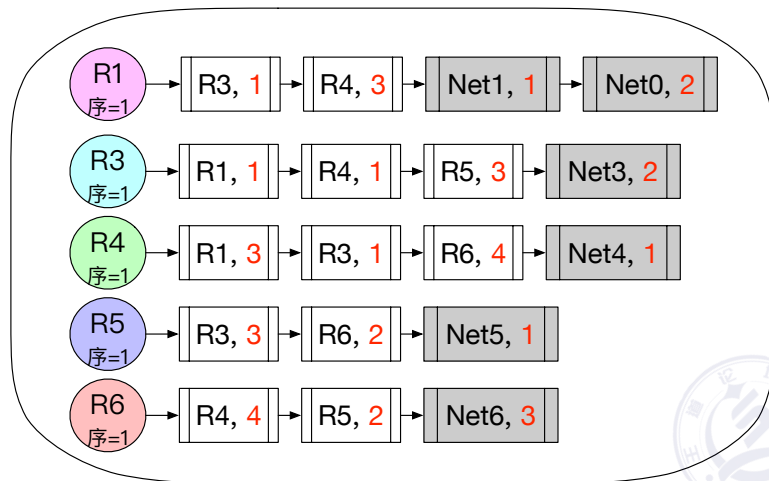 R1 序=1 R3, 1 R4, 3 Net1, 1 Net0, 2
R3 序=1 R1, 1 R4, 1 R5, 3 Net3, 2
R4 序=1 R1, 3 R3, 1 R6, 4 Net4, 1
R5 序=1 R3, 3 R6, 2 Net5, 1
R6 序=1 R4, 4 R5, 2 Net6, 3